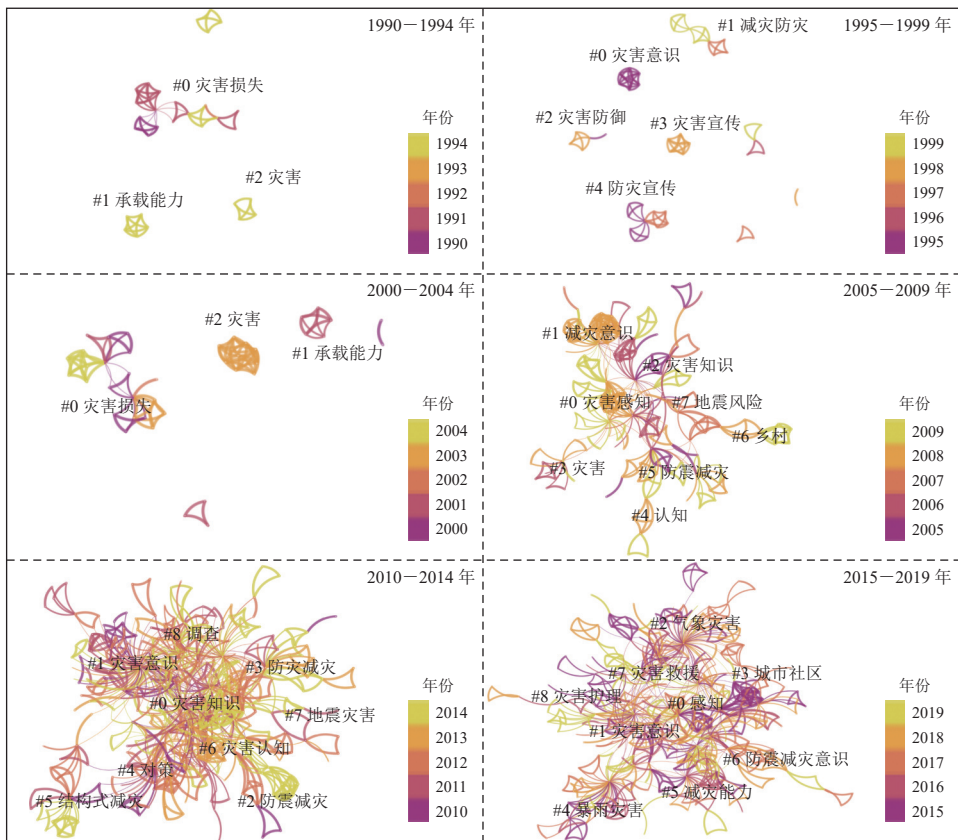 1990－1994 年
#0 灾害损失
#2 灾害
#1 承载能力
年份
1994
1993
1992
1991
1990
1995－1999 年
#1 减灾防灾
#0 灾害意识
#2 灾害防御
#3 灾害宣传
#4 防灾宣传
年份
1999
1998
1997
1996
1995
2000－2004 年
#2 灾害
#1 承载能力
#0 灾害损失
年份
2004
2003
2002
2001
2000
2005－2009 年
#1 减灾意识
#2 灾害知识
#0 灾害感知
#7 地震风险
#6 乡村
#3 灾害
#5 防震减灾
#4 认知
年份
2009
2008
2007
2006
2005
2010－2014 年
#8 调查
#1 灾害意识
#3 防灾减灾
#0 灾害知识
#7 地震灾害
#6 灾害认知
#4 对策
#5 结构式减灾
#2 防震减灾
年份
2014
2013
2012
2011
2010
2015－2019 年
#2 气象灾害
#7 灾害救援
#3 城市社区
#8 灾害护理
#0 感知
#1 灾害意识
#6 防震减灾意识
#5 减灾能力
#4 暴雨灾害
年份
2019
2018
2017
2016
2015